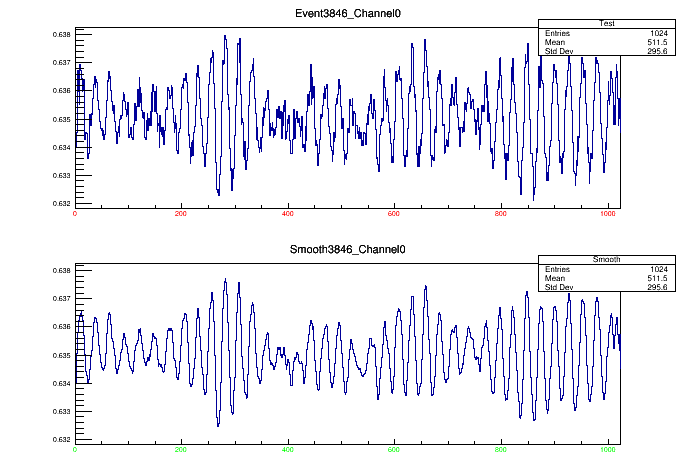 Event3846_Channel0
Test
Entries 1024
Mean 511.5
Std Dev 295.6
0.638
0.637
0.636
0.635
0.634
0.633
0.632
0 200 400 600 800 1000
Smooth3846_Channel0
Smooth
Entries 1024
Mean 511.5
Std Dev 295.6
0.638
0.637
0.636
0.635
0.634
0.633
0.632
0 200 400 600 800 1000